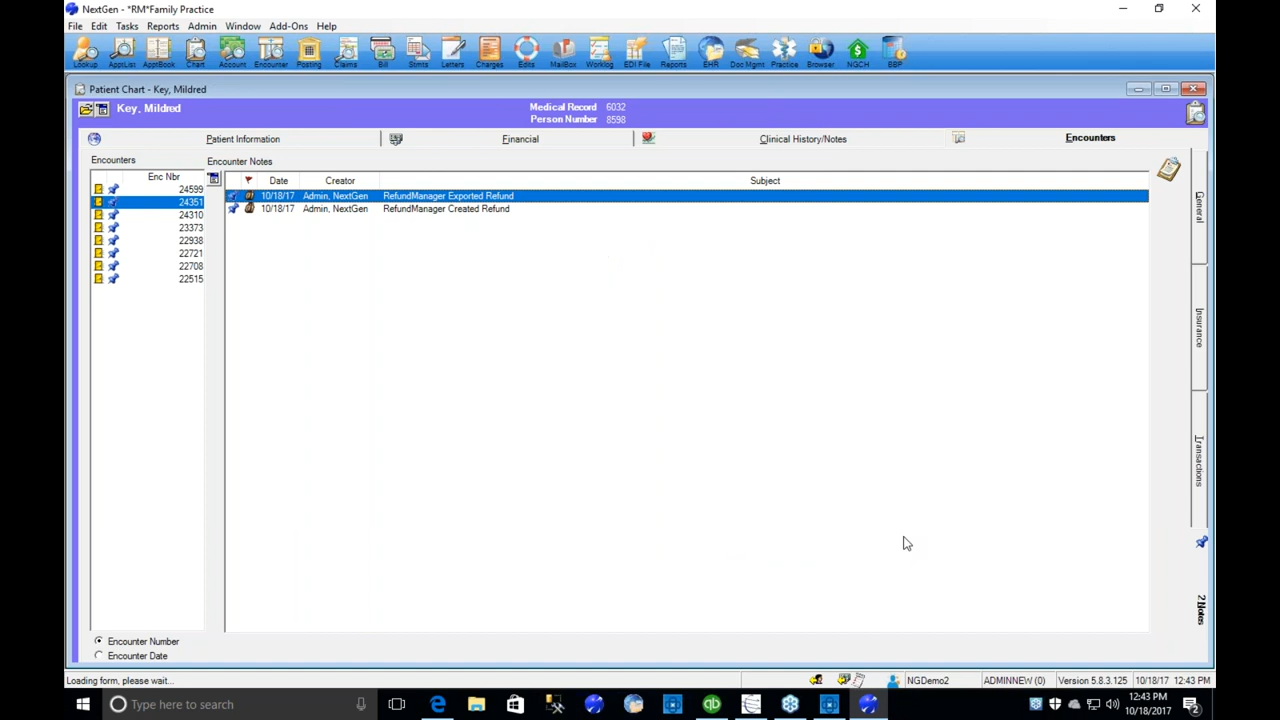 NextGen - *RM*Family Practice
File Edit Tasks Reports Admin Window Add-Ons Help
Lookup ApptList ApptBook Chart Account Encounter Posting Claims Bill Stmts Letters Charges Edits MailBox Worklog EDI File Reports EHR Doc Mgmt Practice Browser NGCH BBP
Patient Chart - Key, Mildred
Key, Mildred
Medical Record 6032
Person Number 8598
Patient Information Financial Clinical History/Notes Encounters
Encounters
Encounter Notes
Enc Nbr
24599
24351
24310
23373
22938
22721
22708
22515
Date Creator Subject
10/18/17 Admin, NextGen RefundManager Exported Refund
10/18/17 Admin, NextGen RefundManager Created Refund
General
Insurance
Transactions
2 Notes
Encounter Number
Encounter Date
Loading form, please wait...
NGDemo2 ADMINNEW (0) Version 5.8.3.125 10/18/17 12:43 PM
Type here to search
12:43 PM
10/18/2017
2